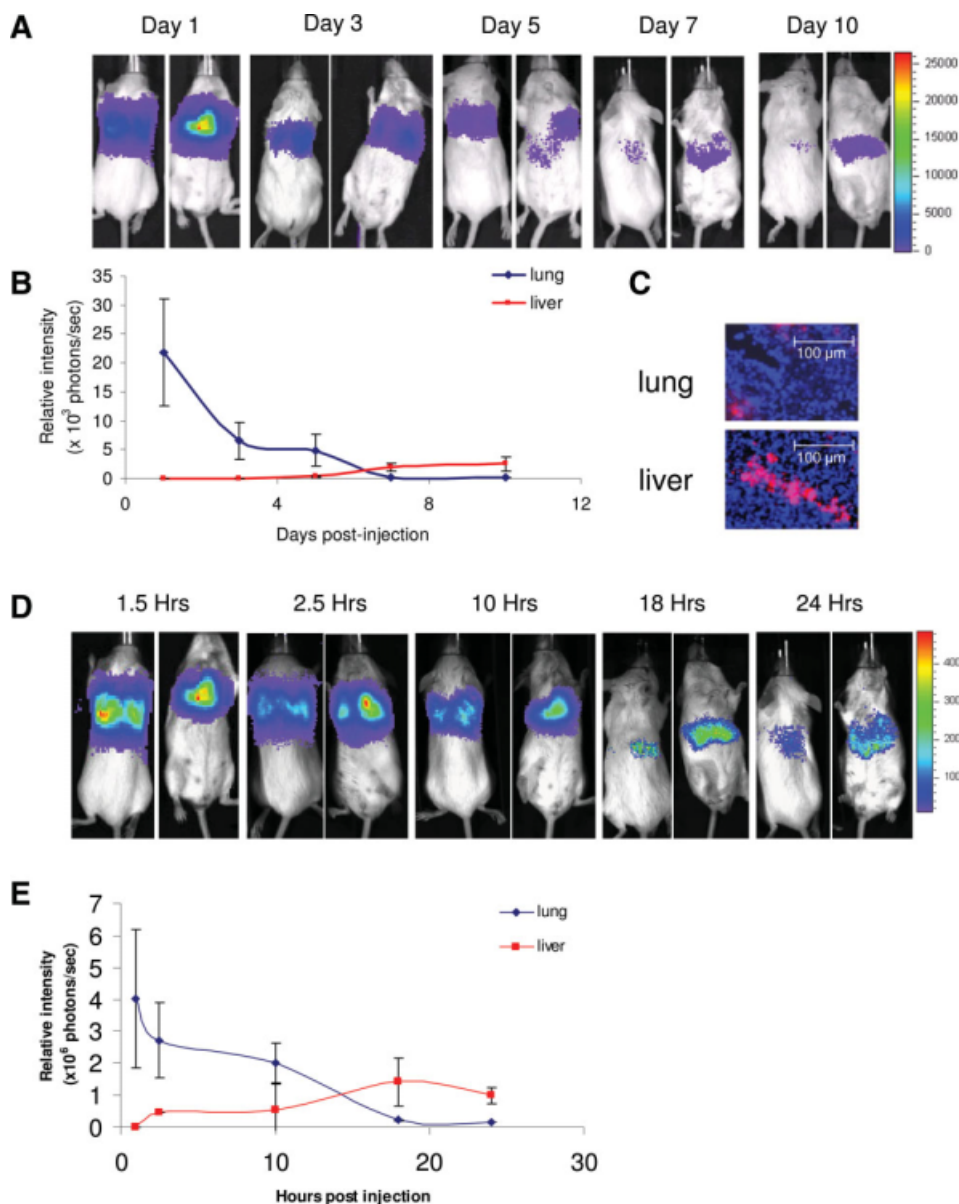 A
Day 1 Day 3 Day 5 Day 7 Day 10
25000
20000
15000
10000
5000
0
B
lung
liver
35
30
25
20
15
10
5
0
Relative intensity
(x 10³ photons/sec)
0 4 8 12
Days post-injection
C
lung
100 µm
liver
100 µm
D
1.5 Hrs 2.5 Hrs 10 Hrs 18 Hrs 24 Hrs
400
300
200
100
E
lung
liver
7
6
5
4
3
2
1
0
Relative intensity
(x10⁶ photons/sec)
0 10 20 30
Hours post injection